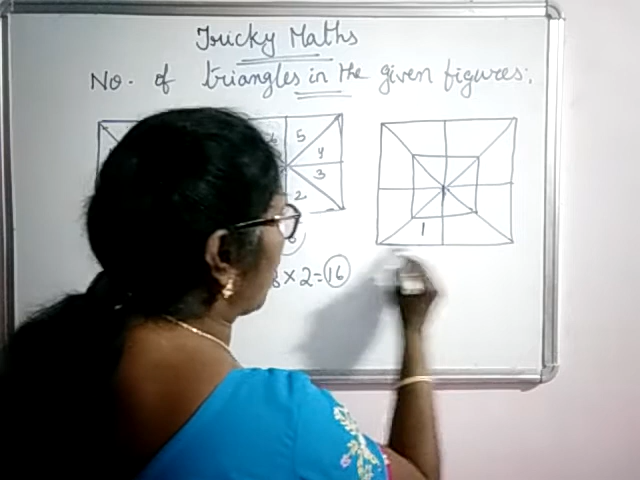 Tricky Maths
No. of triangles in the given figures:
5
4
3
2
1
8 × 2 = 16